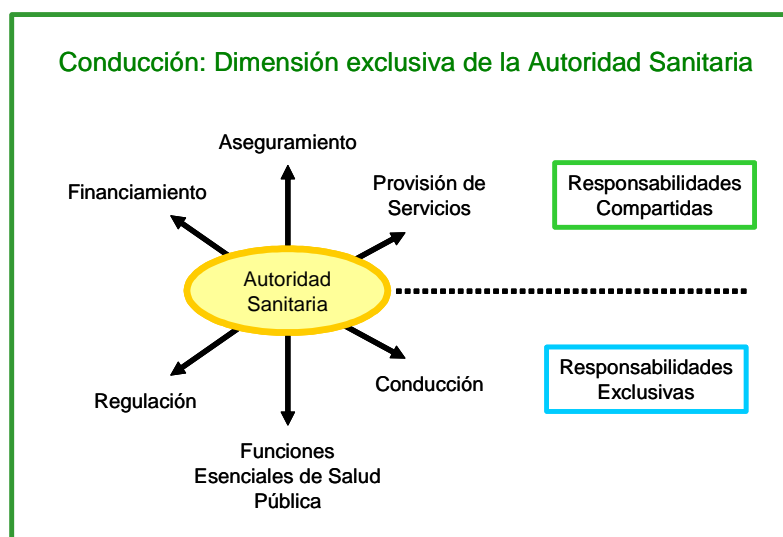 Conducción: Dimensión exclusiva de la Autoridad Sanitaria
Aseguramiento
Financiamiento
Provisión de
Servicios
Responsabilidades
Compartidas
Autoridad
Sanitaria
Regulación
Conducción
Responsabilidades
Exclusivas
Funciones
Esenciales de Salud
Pública